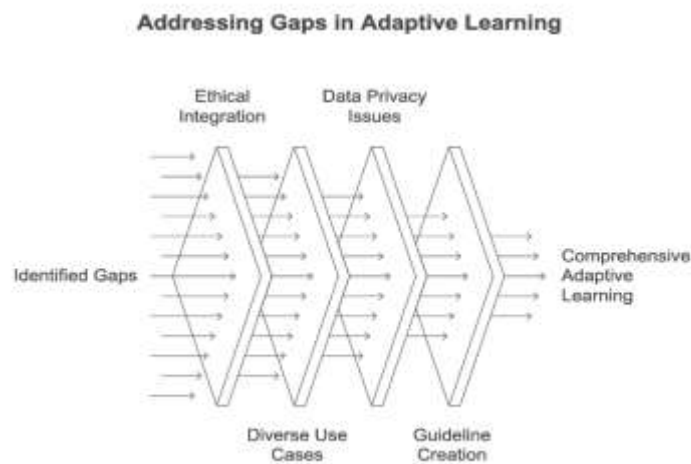 Addressing Gaps in Adaptive Learning
Ethical
Integration
Data Privacy
Issues
Identified Gaps
Comprehensive
Adaptive
Learning
Diverse Use
Cases
Guideline
Creation